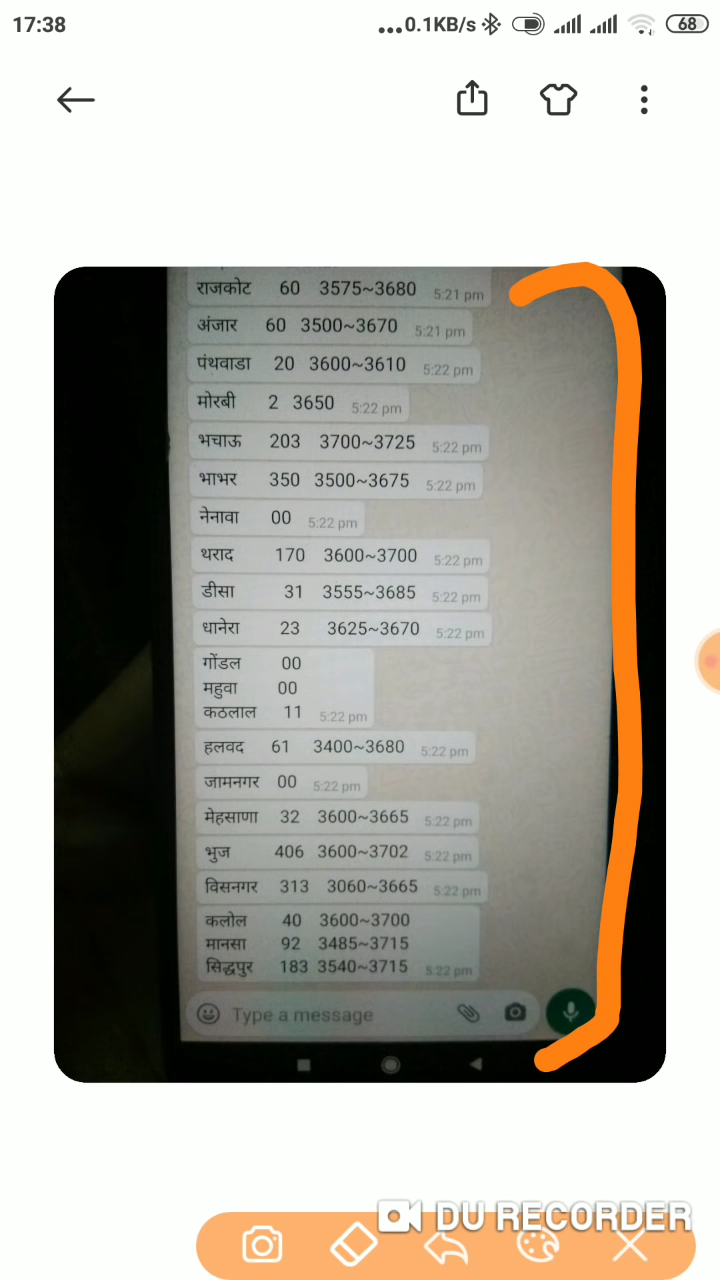 17:38 ...0.1KB/s 68
राजकोट 60 3575~3680 5:21 pm
अंजार 60 3500~3670 5:21 pm
पंथवाडा 20 3600~3610 5:22 pm
मोरबी 2 3650 5:22 pm
भचाऊ 203 3700~3725 5:22 pm
भाभर 350 3500~3675 5:22 pm
नेनावा 00 5:22 pm
थराद 170 3600~3700 5:22 pm
डीसा 31 3555~3685 5:22 pm
धानेरा 23 3625~3670 5:22 pm
गोंडल 00
महुवा 00
कठलाल 11 5:22 pm
हलवद 61 3400~3680 5:22 pm
जामनगर 00 5:22 pm
मेहसाणा 32 3600~3665 5:22 pm
भुज 406 3600~3702 5:22 pm
विसनगर 313 3060~3665 5:22 pm
कलोल 40 3600~3700
मानसा 92 3485~3715
सिद्धपुर 183 3540~3715 5:22 pm
Type a message
DU RECORDER